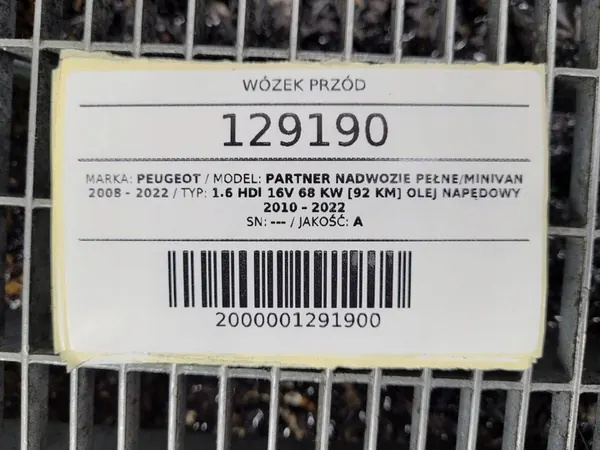 WÓZEK PRZÓD
129190
MARKA: PEUGEOT / MODEL: PARTNER NADWOZIE PEŁNE/MINIVAN
2008 - 2022 / TYP: 1.6 HDI 16V 68 KW [92 KM] OLEJ NAPĘDOWY
2010 - 2022
SN: --- / JAKOŚĆ: A
2000001291900